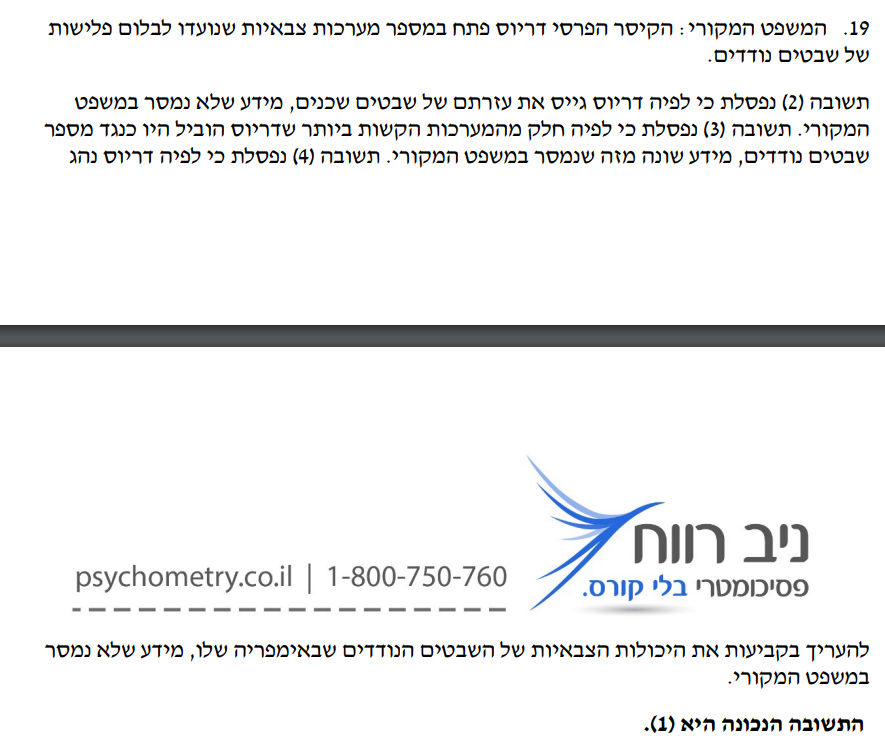 19. המשפט המקורי: הקיסר הפרסי דריוס פתח במספר מערכות צבאיות שנועדו לבלום פלישות
של שבטים נודדים.
תשובה (2) נפסלת כי לפיה דריוס גייס את עזרתם של שבטים שכנים, מידע שלא נמסר במשפט
המקורי. תשובה (3) נפסלת כי לפיה חלק מהמערכות הקשות ביותר שדריוס הוביל היו כנגד מספר
שבטים נודדים, מידע שונה מזה שנמסר במשפט המקורי. תשובה (4) נפסלת כי לפיה דריוס נהג
ניב רווח
פסיכומטרי בלי קורס.
psychometry.co.il | 1-800-750-760
להעריך בקביעות את היכולות הצבאיות של השבטים הנודדים שבאימפריה שלו, מידע שלא נמסר
במשפט המקורי.
התשובה הנכונה היא (1).